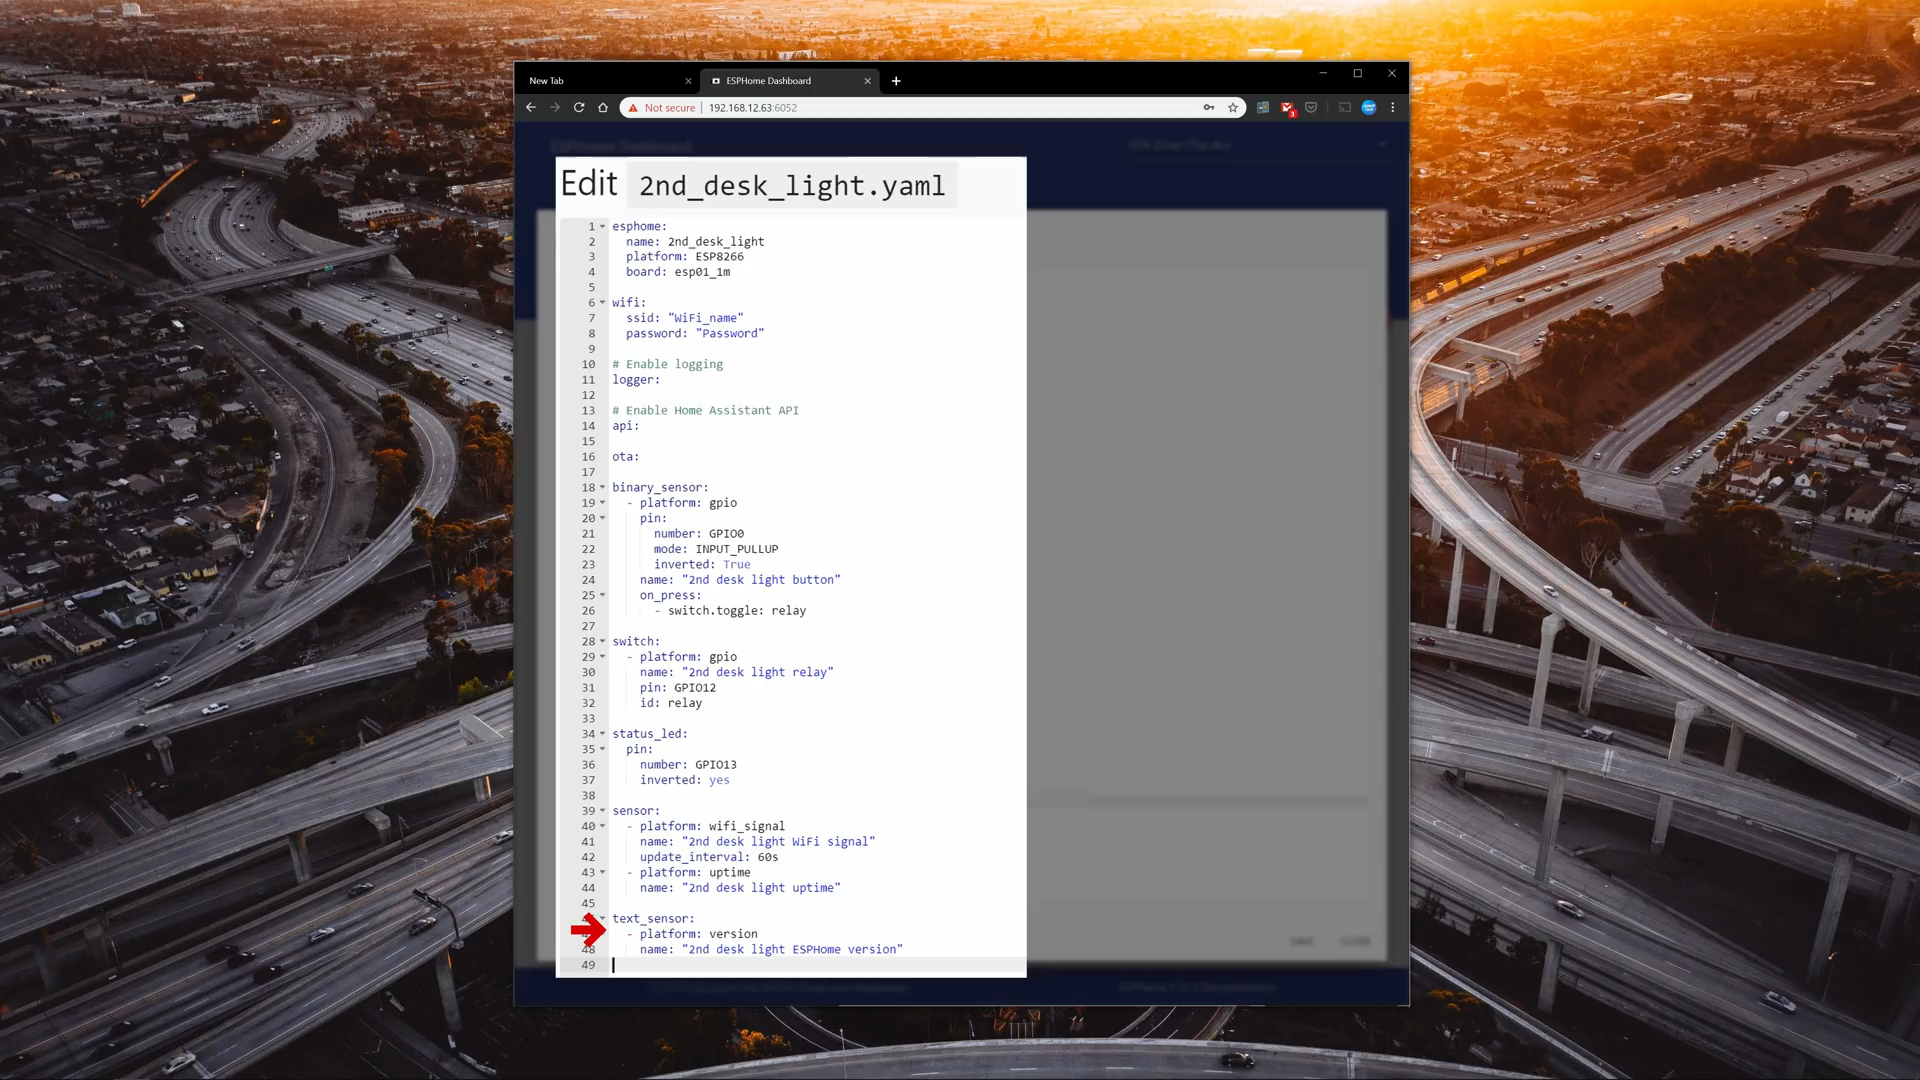 New Tab
ESPHome Dashboard
Not secure | 192.168.12.63:6052
3
ESPHome Dashboard
Edit 2nd_desk_light.yaml
1 esphome:
2 name: 2nd_desk_light
3 platform: ESP8266
4 board: esp01_1m
5
6 wifi:
7 ssid: "WiFi_name"
8 password: "Password"
9
10 # Enable logging
11 logger:
12
13 # Enable Home Assistant API
14 api:
15
16 ota:
17
18 binary_sensor:
19 - platform: gpio
20 pin:
21 number: GPIO0
22 mode: INPUT_PULLUP
23 inverted: True
24 name: "2nd desk light button"
25 on_press:
26 - switch.toggle: relay
27
28 switch:
29 - platform: gpio
30 name: "2nd desk light relay"
31 pin: GPIO12
32 id: relay
33
34 status_led:
35 pin:
36 number: GPIO13
37 inverted: yes
38
39 sensor:
40 - platform: wifi_signal
41 name: "2nd desk light WiFi signal"
42 update_interval: 60s
43 - platform: uptime
44 name: "2nd desk light uptime"
45
text_sensor:
- platform: version
48 name: "2nd desk light ESPHome version"
49
SAVE CLOSE